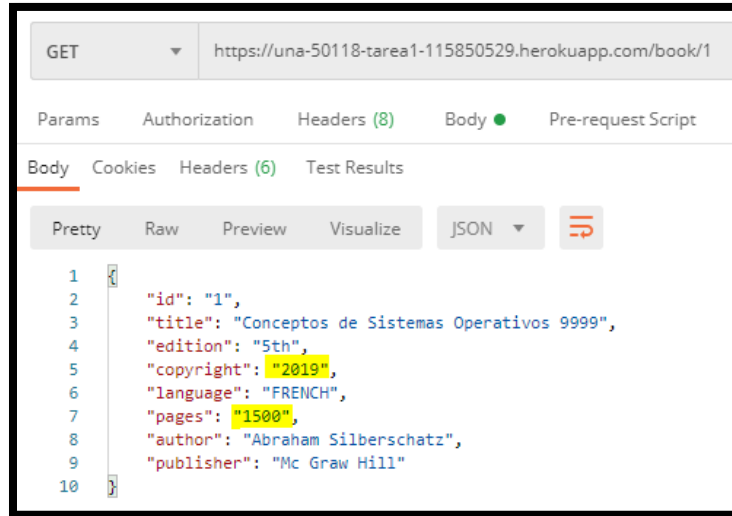 GET https://una-50118-tarea1-115850529.herokuapp.com/book/1
Params Authorization Headers (8) Body Pre-request Script
Body Cookies Headers (6) Test Results
Pretty Raw Preview Visualize JSON
1 {
2 "id": "1",
3 "title": "Conceptos de Sistemas Operativos 9999",
4 "edition": "5th",
5 "copyright": "2019",
6 "language": "FRENCH",
7 "pages": "1500",
8 "author": "Abraham Silberschatz",
9 "publisher": "Mc Graw Hill"
10 }